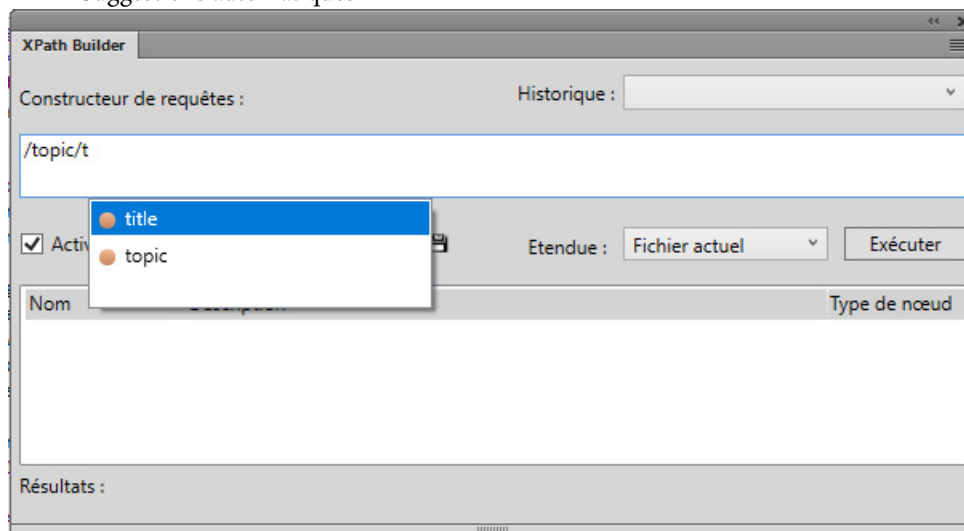 XPath Builder
Constructeur de requêtes :
Historique :
/topic/t
title
topic
Etendue :
Fichier actuel
Exécuter
Nom
Type de nœud
Résultats :